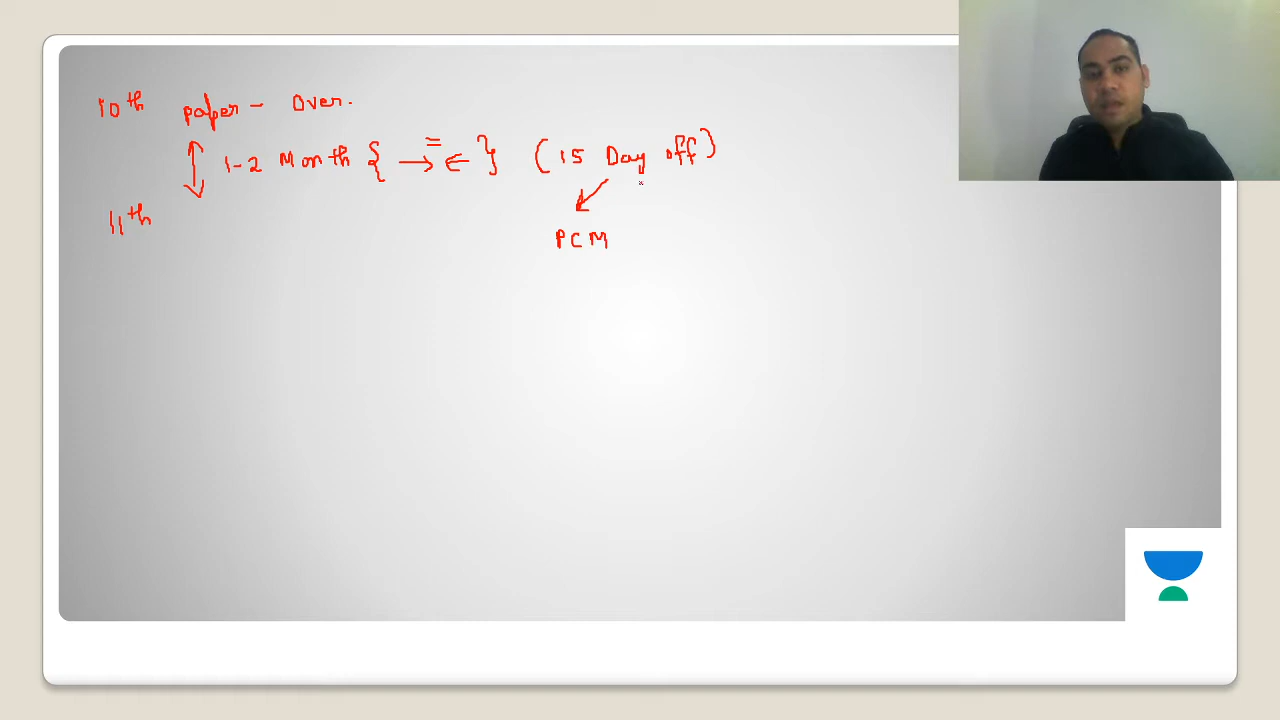 10th paper - Over.
1-2 Month { → = ← } (15 Day off)
11th
PCM